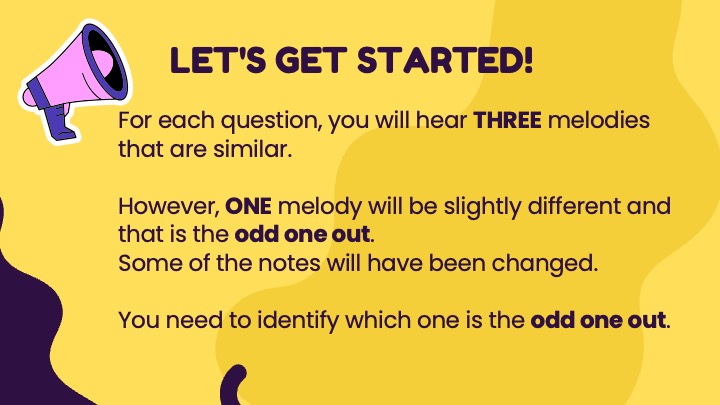 LET'S GET STARTED!
For each question, you will hear THREE melodies
that are similar.
However, ONE melody will be slightly different and
that is the odd one out.
Some of the notes will have been changed.
You need to identify which one is the odd one out.